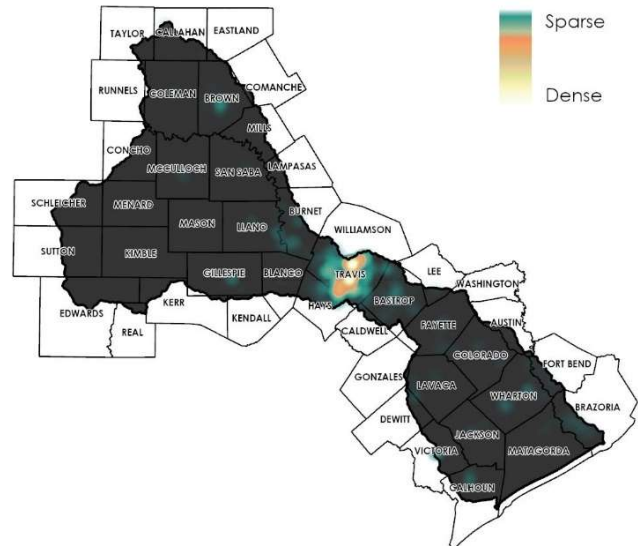 Sparse
Dense
TAYLOR
CALLAHAN
EASTLAND
RUNNELS
COLEMAN
BROWN
COMANCHE
MILLS
CONCHO
MCCULLOCH
SAN SABA
LAMPASAS
SCHLEICHER
MENARD
MASON
LLANO
BURNET
WILLIAMSON
SUTTON
KIMBLE
GILLESPIE
BLANCO
TRAVIS
LEE
WASHINGTON
EDWARDS
REAL
KERR
KENDALL
HAYS
BASTROP
CALDWELL
FAYETTE
AUSTIN
COLORADO
FORT BEND
GONZALES
LAVACA
WHARTON
BRAZORIA
DEWITT
JACKSON
MATAGORDA
VICTORIA
CALHOUN